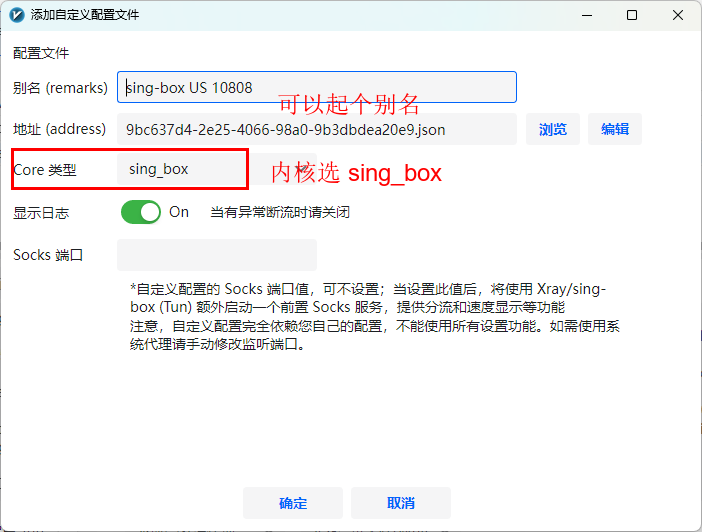 添加自定义配置文件
配置文件
别名 (remarks) sing-box US 10808
可以起个别名
地址 (address) 9bc637d4-2e25-4066-98a0-9b3dbdea20e9.json 浏览 编辑
Core 类型 sing_box 内核选 sing_box
显示日志 On 当有异常断流时请关闭
Socks 端口
*自定义配置的 Socks 端口值，可不设置；当设置此值后，将使用 Xray/sing-
box (Tun) 额外启动一个前置 Socks 服务，提供分流和速度显示等功能
注意，自定义配置完全依赖您自己的配置，不能使用所有设置功能。如需使用系
统代理请手动修改监听端口。
确定 取消